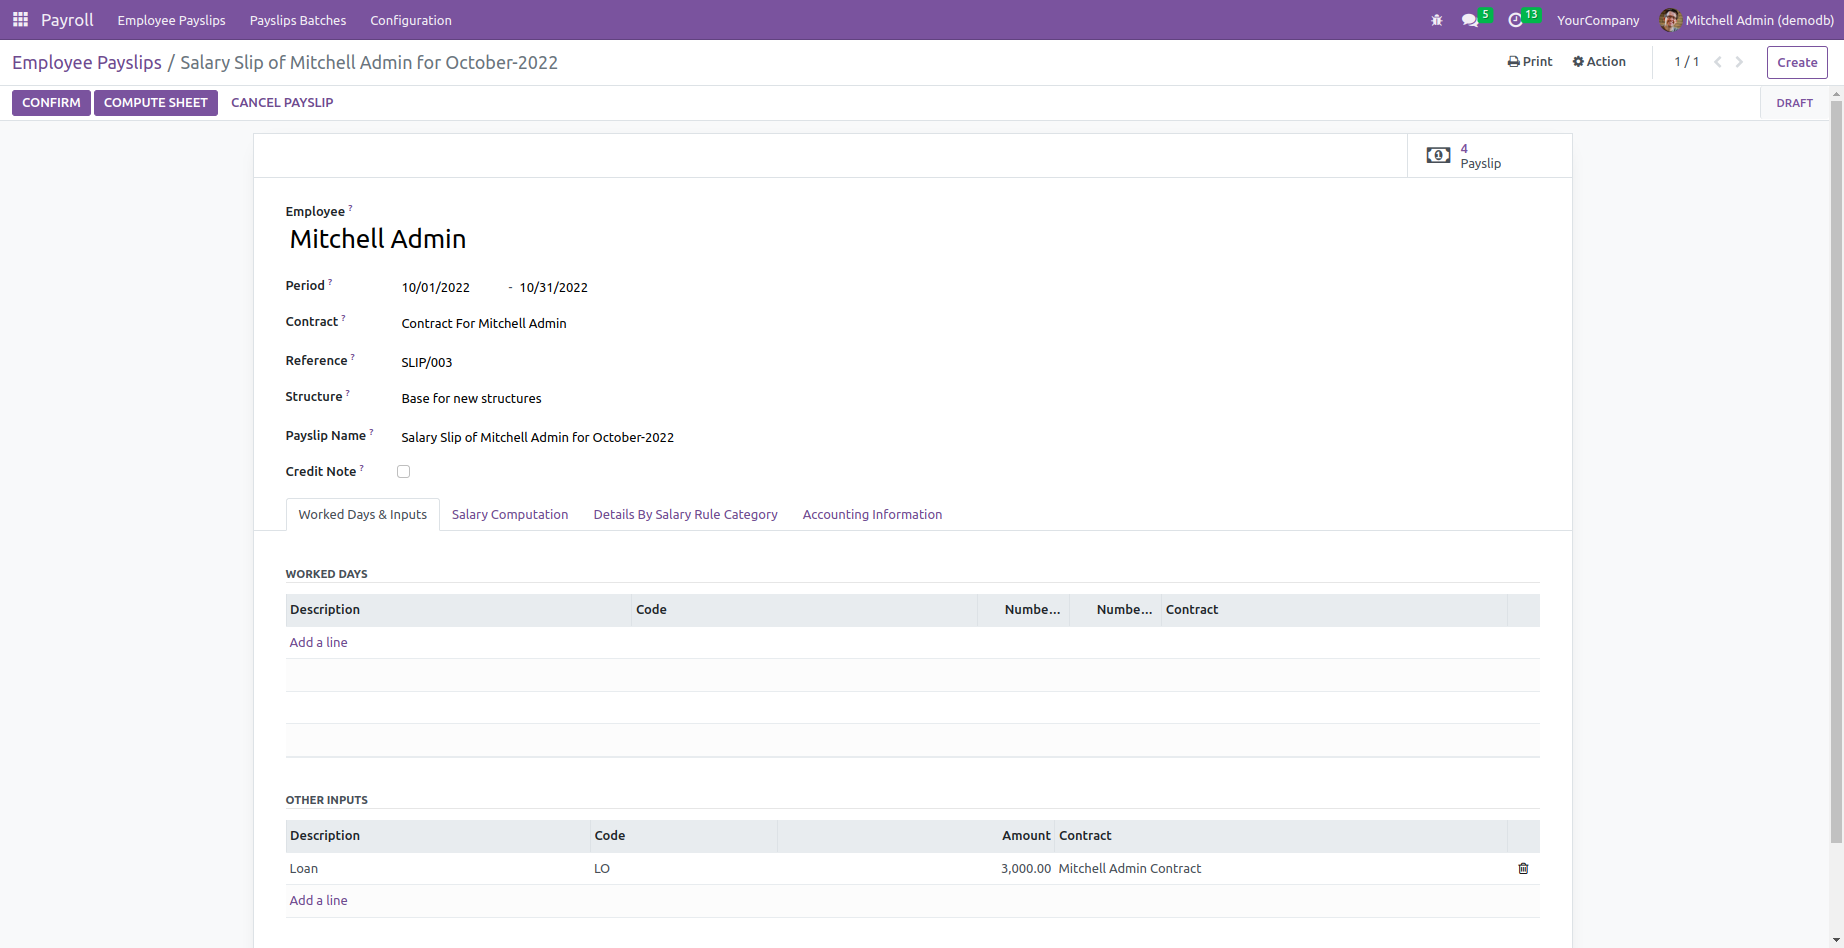 Payroll Employee Payslips Payslips Batches Configuration 5 13 YourCompany Mitchell Admin (demodb)
Employee Payslips / Salary Slip of Mitchell Admin for October-2022 Print Action 1 / 1 Create
CONFIRM COMPUTE SHEET CANCEL PAYSLIP DRAFT
4
Payslip
Employee ?
Mitchell Admin
Period ? 10/01/2022 - 10/31/2022
Contract ? Contract For Mitchell Admin
Reference ? SLIP/003
Structure ? Base for new structures
Payslip Name ? Salary Slip of Mitchell Admin for October-2022
Credit Note ?
Worked Days & Inputs Salary Computation Details By Salary Rule Category Accounting Information
WORKED DAYS
Description Code Numbe... Numbe... Contract
Add a line
OTHER INPUTS
Description Code Amount Contract
Loan LO 3,000.00 Mitchell Admin Contract
Add a line